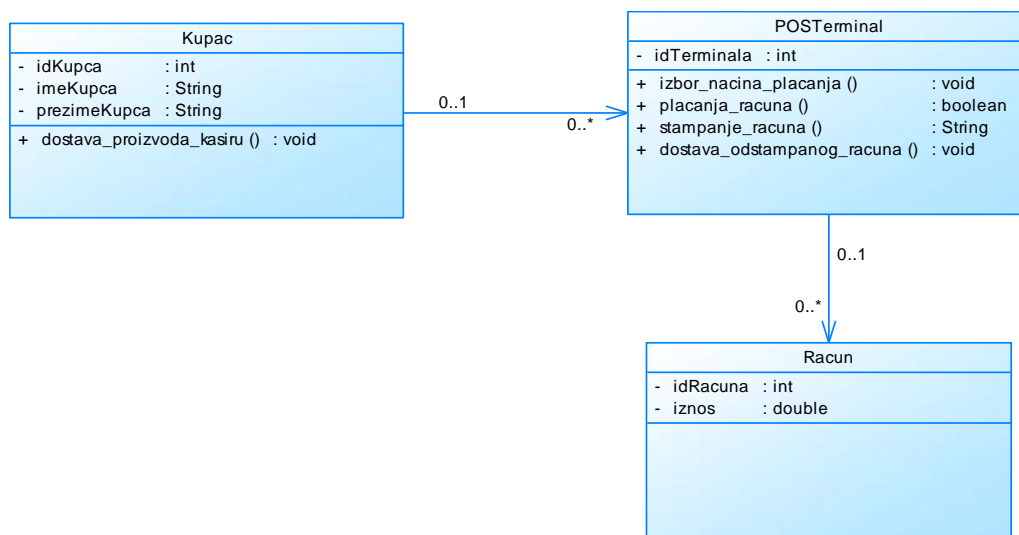 Kupac
- idKupca : int
- imeKupca : String
- prezimeKupca : String
+ dostava_proizvoda_kasiru () : void
0..1
0..*
POSTerminal
- idTerminala : int
+ izbor_nacina_placanja () : void
+ placanja_racuna () : boolean
+ stampanje_racuna () : String
+ dostava_odstampanog_racuna () : void
0..1
0..*
Racun
- idRacuna : int
- iznos : double